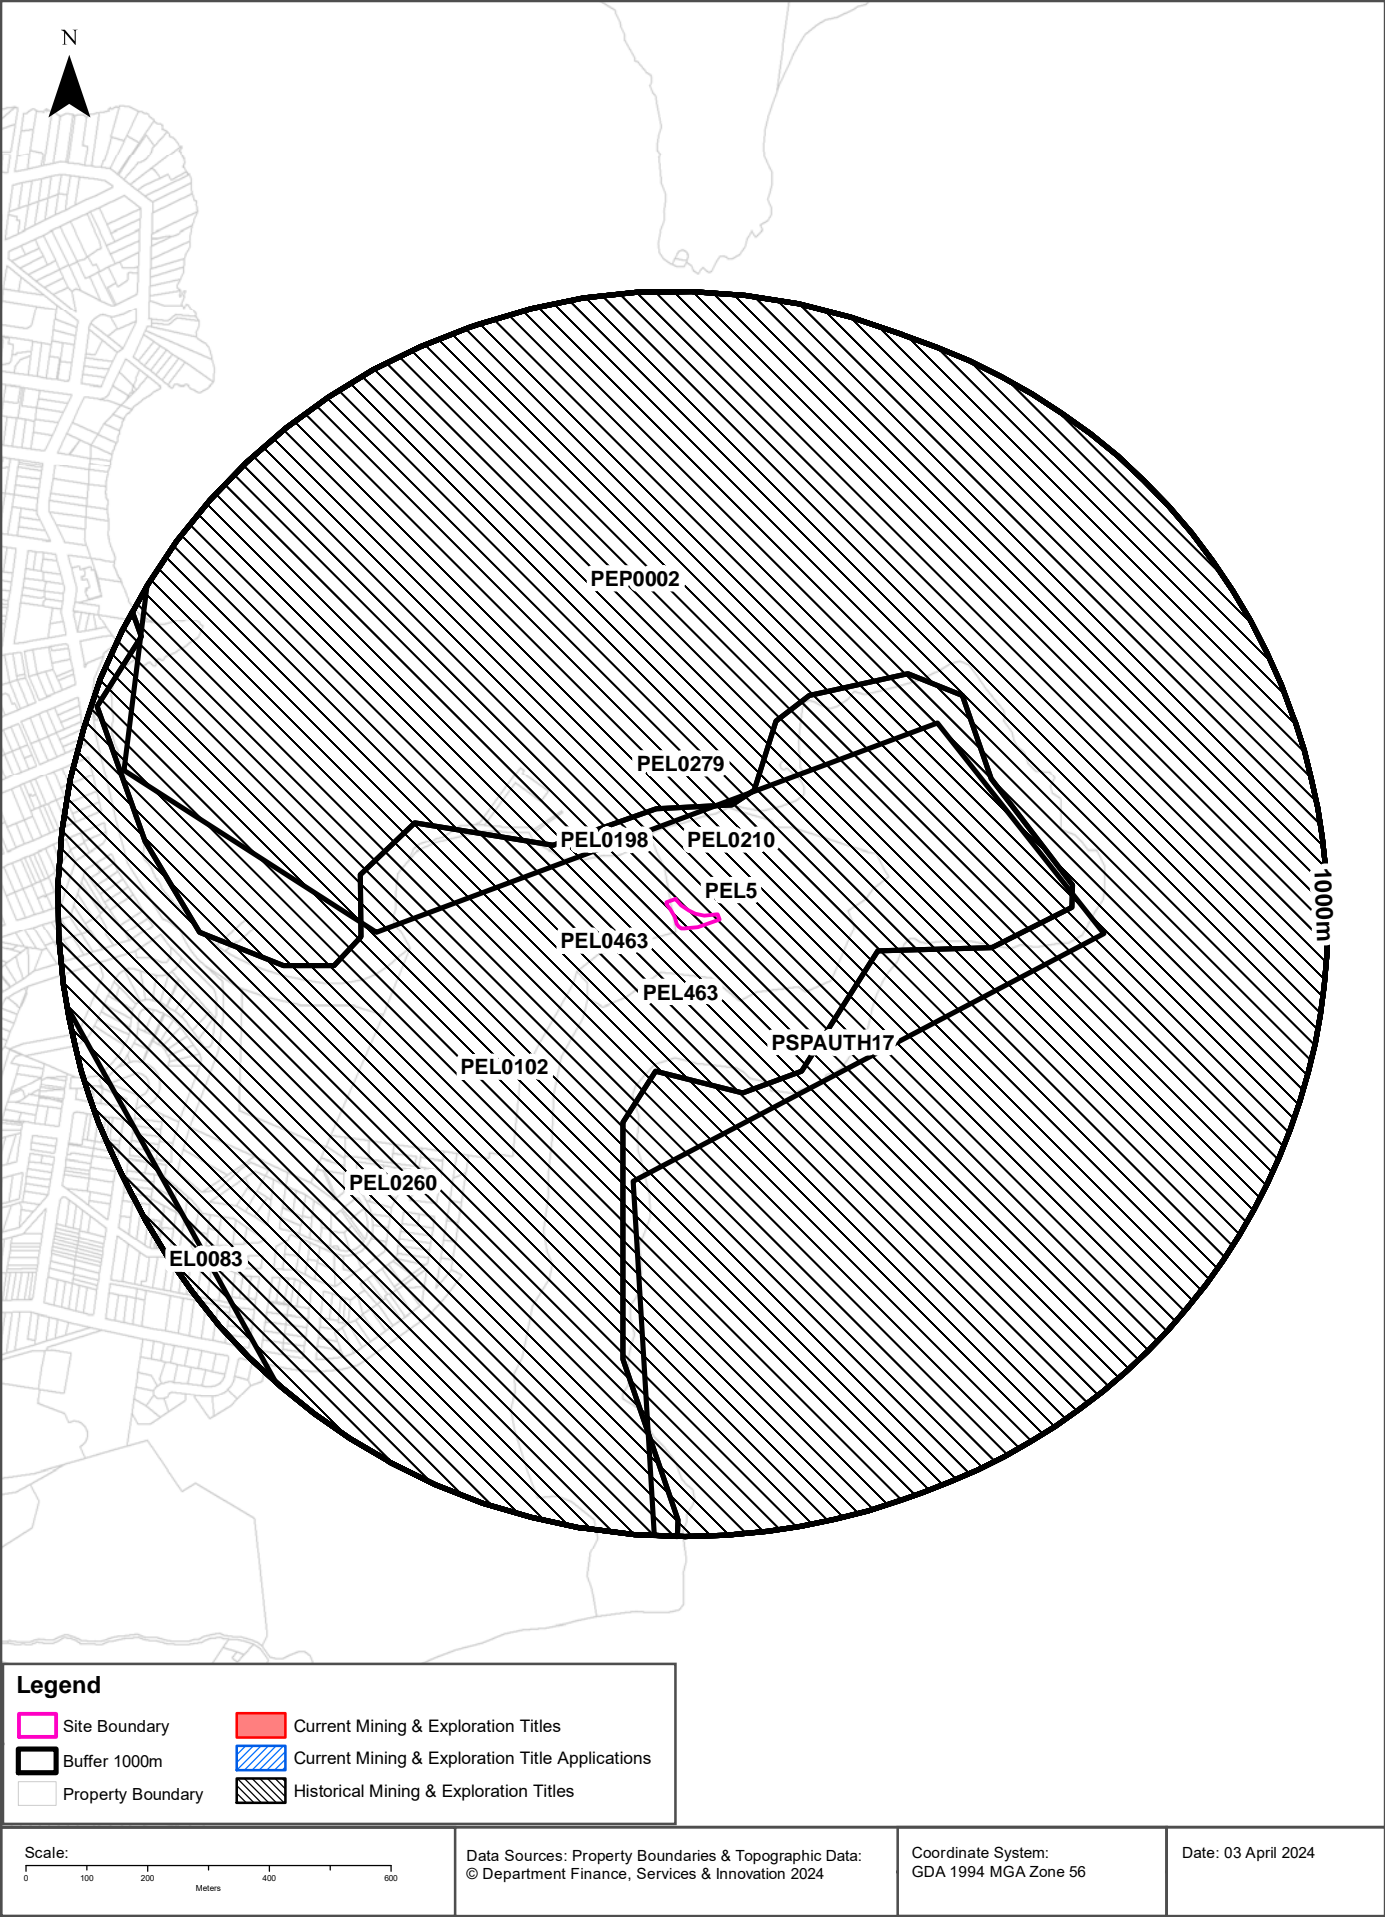 N
PEP0002
PEL0279
PEL0198
PEL0210
PEL5
1000m
PEL0463
PEL463
PSPAUTH17
PEL0102
PEL0260
EL0083
Legend
Site Boundary
Current Mining & Exploration Titles
Buffer 1000m
Current Mining & Exploration Title Applications
Property Boundary
Historical Mining & Exploration Titles
Scale:
0 100 200 400 600
Meters
Data Sources: Property Boundaries & Topographic Data:
© Department Finance, Services & Innovation 2024
Coordinate System:
GDA 1994 MGA Zone 56
Date: 03 April 2024